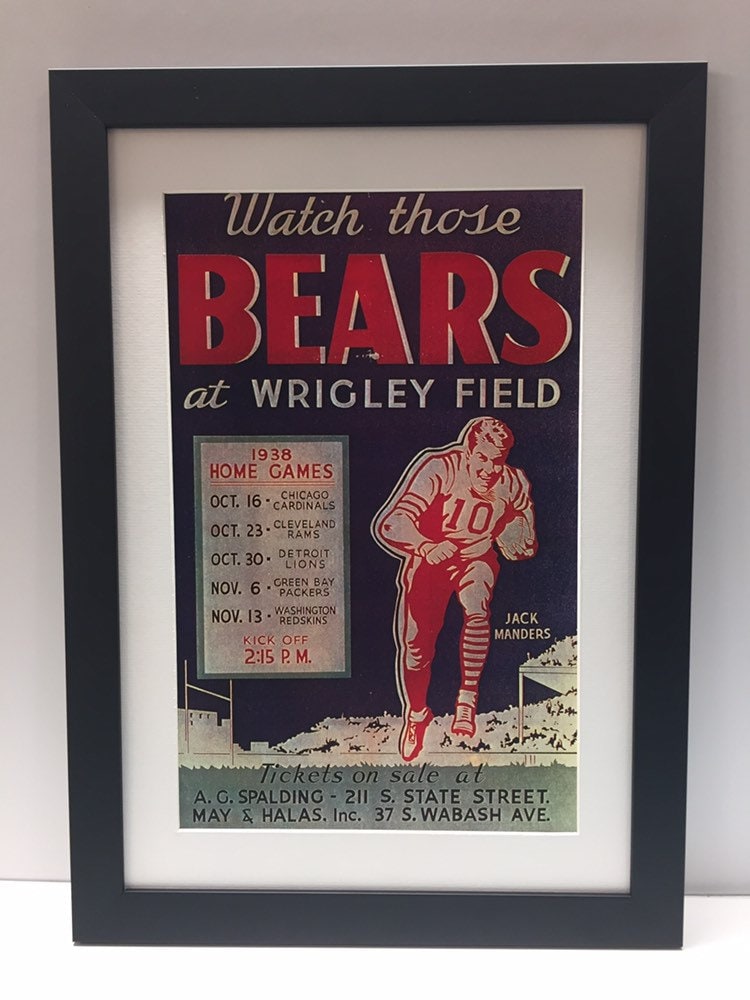 Watch those
BEARS
at WRIGLEY FIELD
1938
HOME GAMES
OCT. 16 - CHICAGO
CARDINALS
OCT. 23 - CLEVELAND
RAMS
OCT. 30 - DETROIT
LIONS
NOV. 6 - GREEN BAY
PACKERS
NOV. 13 - WASHINGTON
REDSKINS
KICK OFF
2:15 P.M.
10
JACK
MANDERS
Tickets on sale at
A. G. SPALDING - 211 S. STATE STREET.
MAY & HALAS, Inc. 37 S. WABASH AVE.